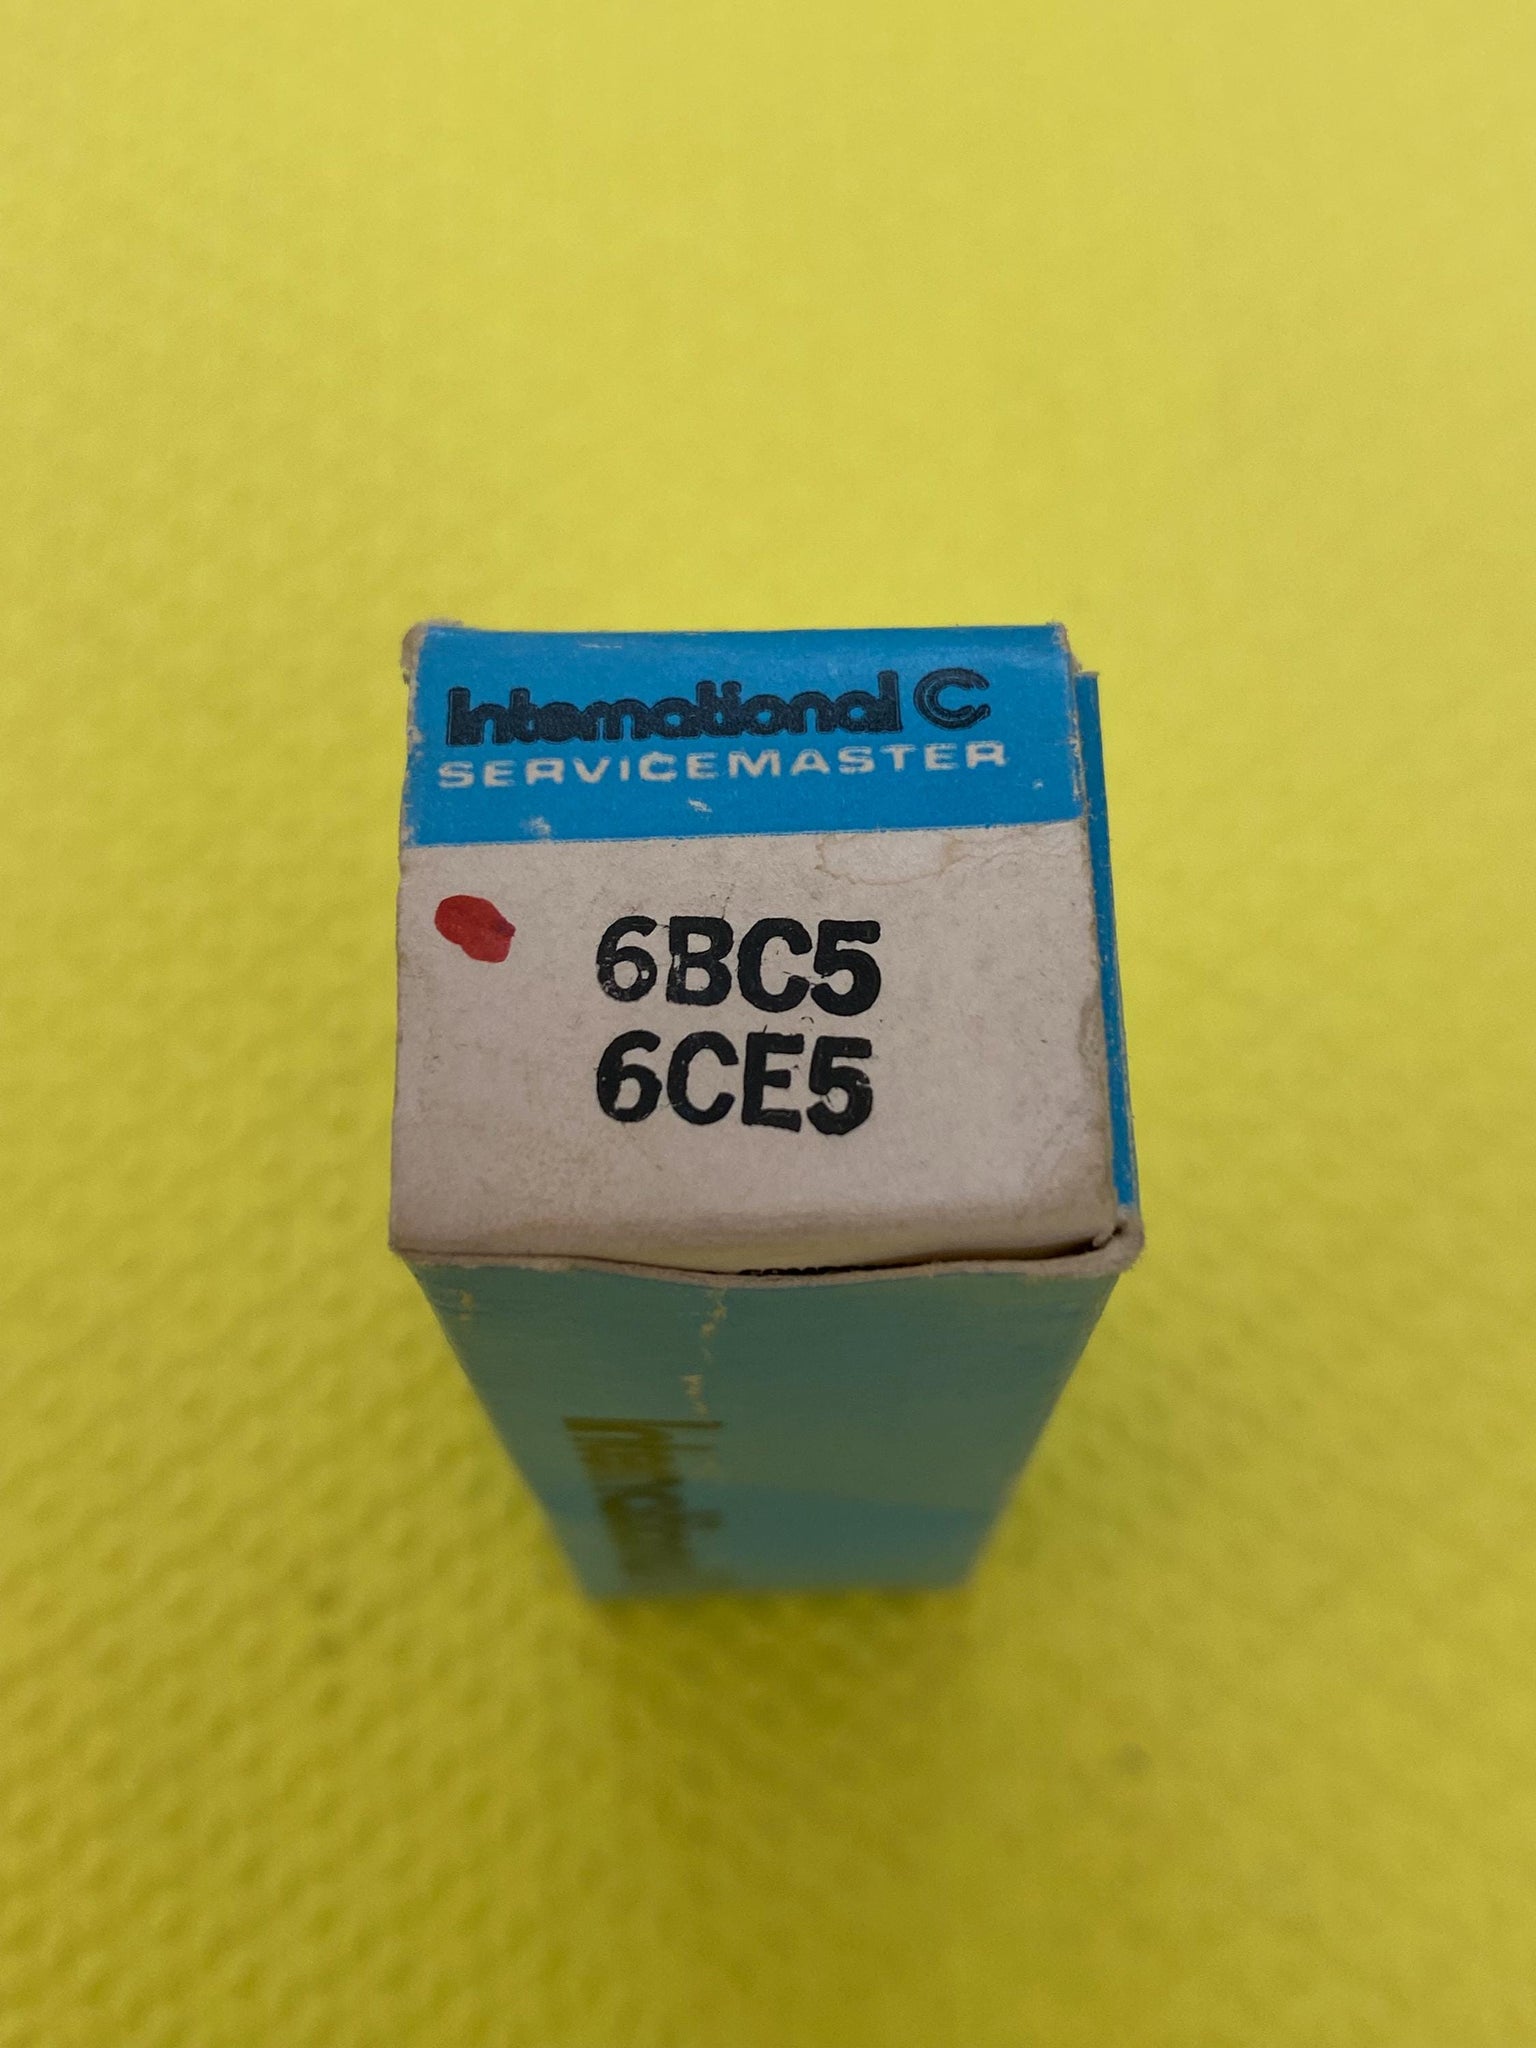 International C
SERVICEMASTER
6BC5
6CE5